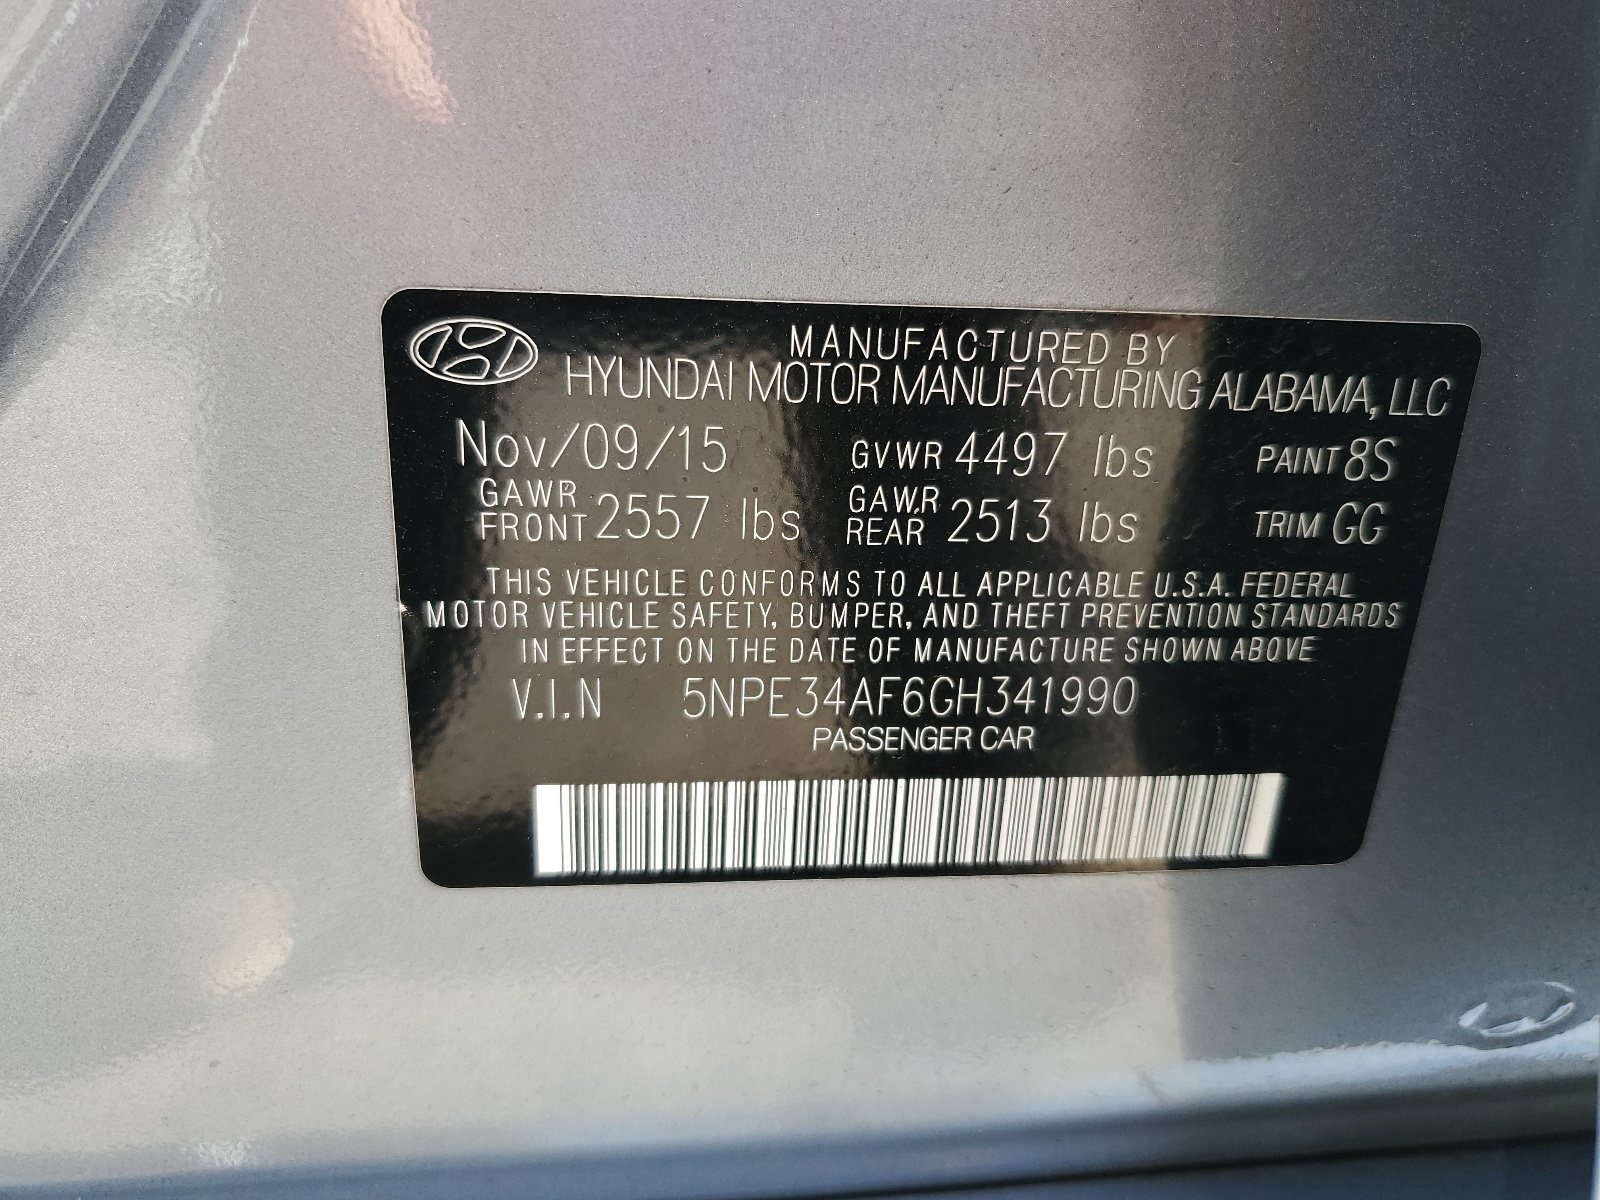 MANUFACTURED BY
HYUNDAI MOTOR MANUFACTURING ALABAMA, LLC
Nov/09/15 GVWR 4497 lbs PAINT 8S
GAWR FRONT 2557 lbs GAWR REAR 2513 lbs TRIM GG
THIS VEHICLE CONFORMS TO ALL APPLICABLE U.S.A. FEDERAL
MOTOR VEHICLE SAFETY, BUMPER, AND THEFT PREVENTION STANDARDS
IN EFFECT ON THE DATE OF MANUFACTURE SHOWN ABOVE
V.I.N 5NPE34AF6GH341990
PASSENGER CAR